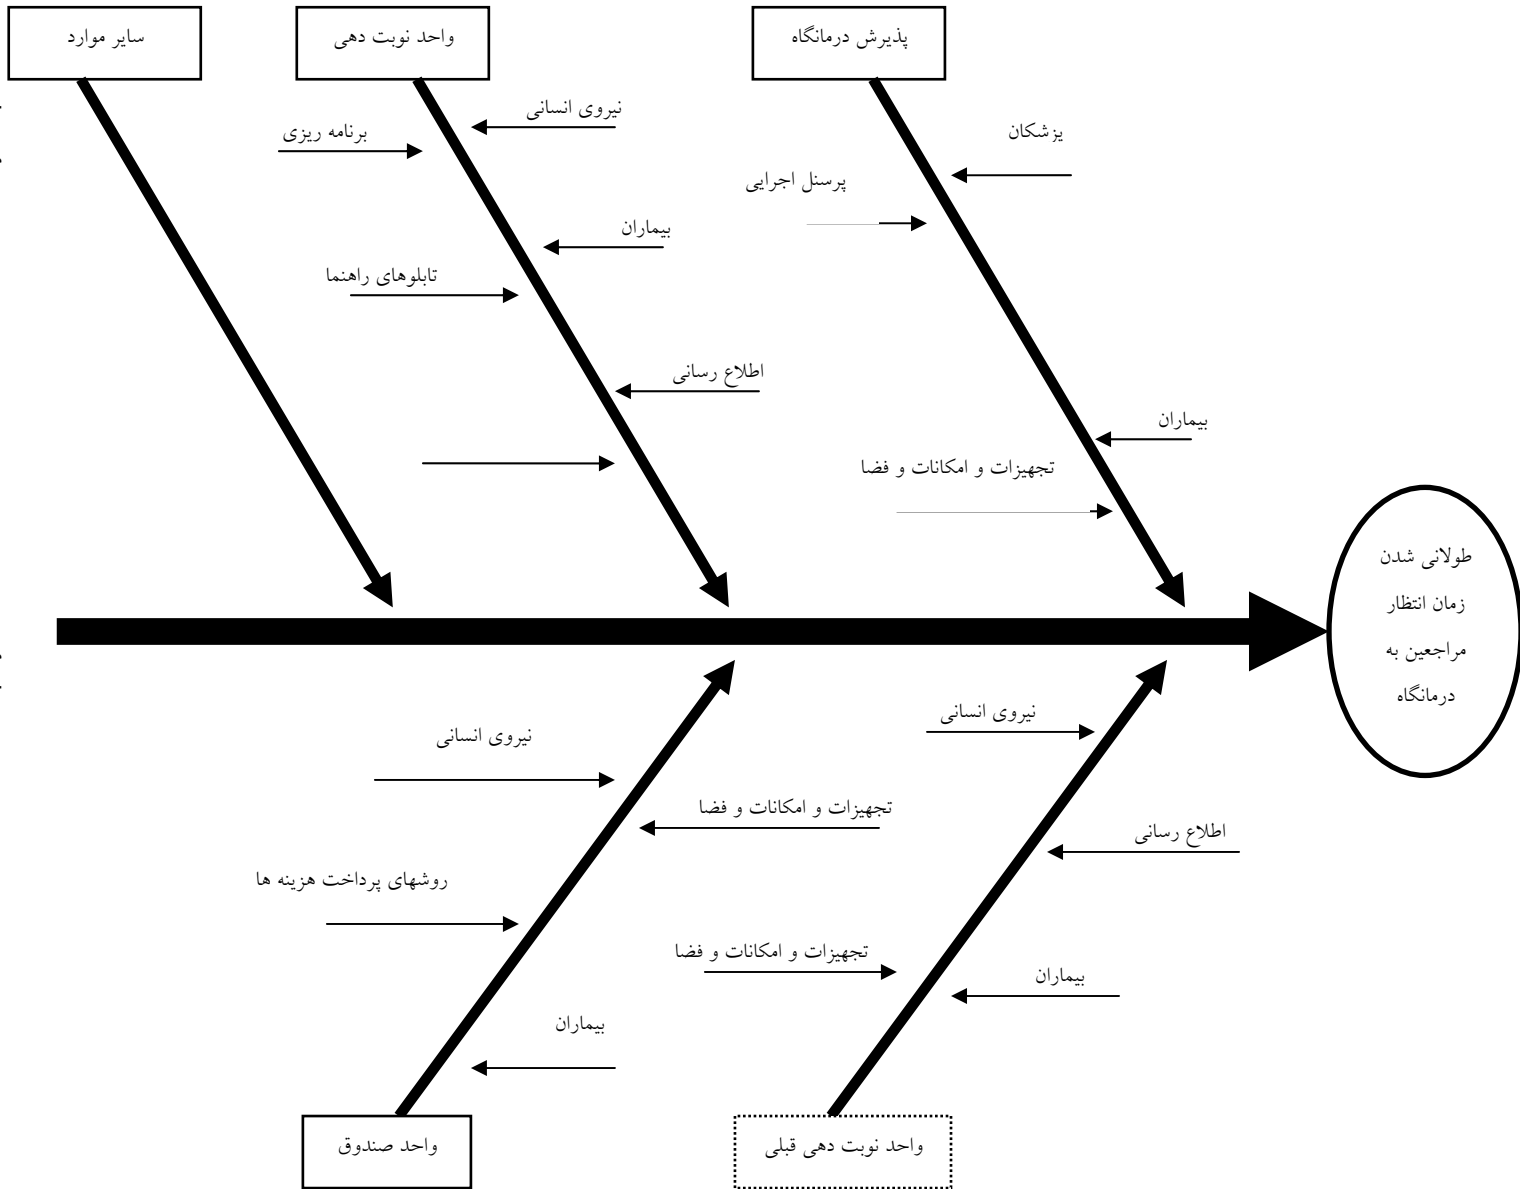 پذیرش درمانگاه
واحد نوبت دهی
سایر موارد
نیروی انسانی
برنامه ریزی
پزشکان
پرسنل اجرایی
بیماران
تابلوهای راهنما
اطلاع رسانی
بیماران
تجهیزات و امکانات و فضا
طولانی شدن
زمان انتظار
مراجعین به
درمانگاه
نیروی انسانی
نیروی انسانی
تجهیزات و امکانات و فضا
اطلاع رسانی
روشهای پرداخت هزینه ها
تجهیزات و امکانات و فضا
بیماران
بیماران
واحد نوبت دهی قبلی
واحد صندوق